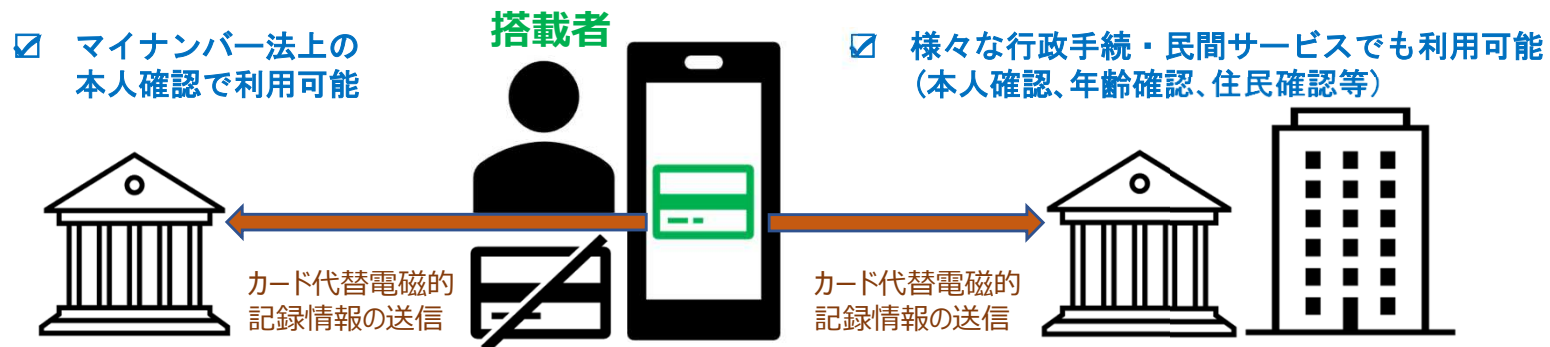 搭載者
☑ マイナンバー法上の
本人確認で利用可能
☑ 様々な行政手続・民間サービスでも利用可能
（本人確認、年齢確認、住民確認等）
カード代替電磁的
記録情報の送信
カード代替電磁的
記録情報の送信